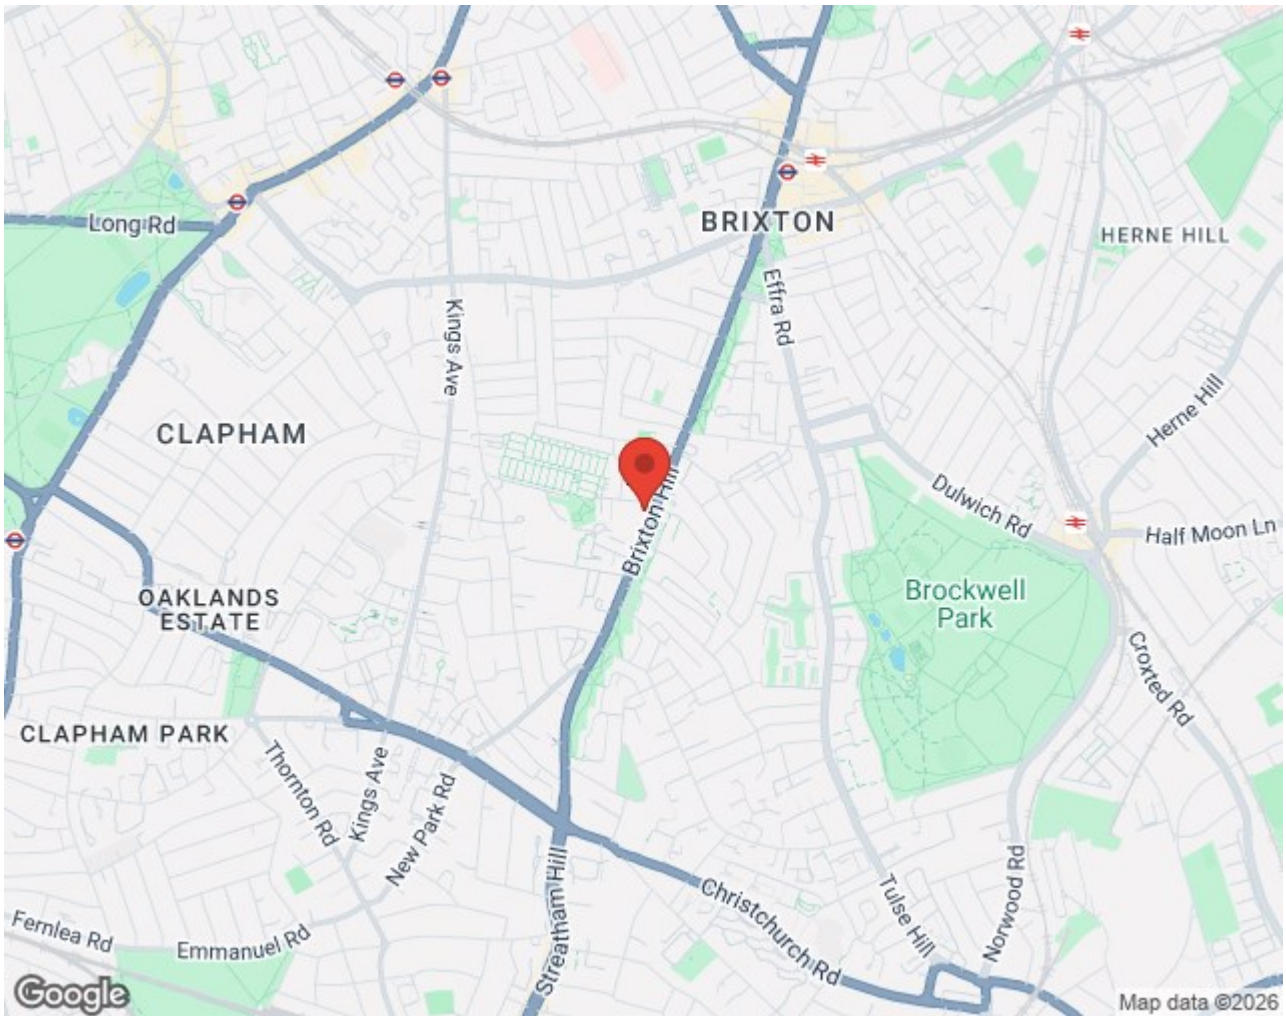 Long Rd
BRIXTON
HERNE HILL
Effra Rd
Kings Ave
Herne Hill
CLAPHAM
Brixton Hill
Dulwich Rd
Half Moon Ln
Brockwell
Park
OAKLANDS
ESTATE
Croxted Rd
CLAPHAM PARK
Thornton Rd
Kings Ave
New Park Rd
Streatham Hill
Christchurch Rd
Tulse Hill
Norwood Rd
Fernlea Rd
Emmanuel Rd
Google
Map data ©2026